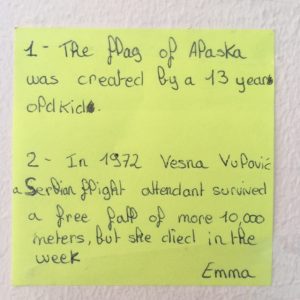 1- The flag of Alaska
was created by a 13 years
old kid.
2- In 1972 Vesna Vulović
a Serbian flight attendant survived
a free fall of more 10,000
meters, but she died in the
week
Emma